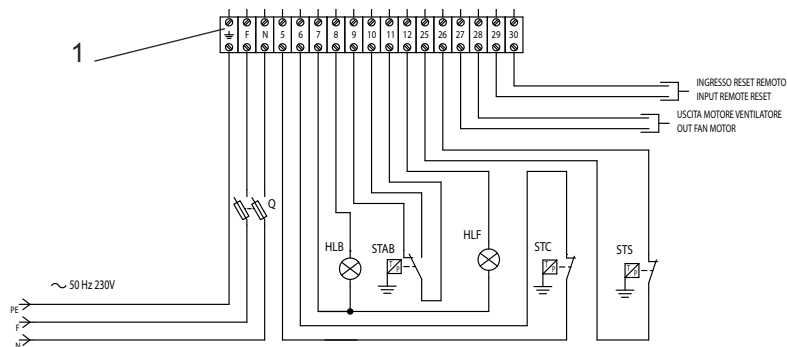 1
F N 5 6 7 8 9 10 11 12 25 26 27 28 29 30
INGRESSO RESET REMOTO
INPUT REMOTE RESET
USCITA MOTORE VENTILATORE
OUT FAN MOTOR
Q
HLB
STAB
HLF
STC
STS
T
P
T
P
T
P
~ 50 Hz 230V
PE
F
N